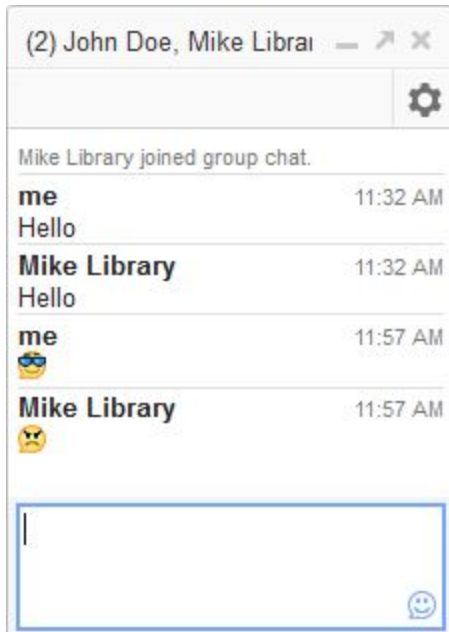 (2) John Doe, Mike Librar
Mike Library joined group chat.
me 11:32 AM
Hello
Mike Library 11:32 AM
Hello
me 11:57 AM
Mike Library 11:57 AM